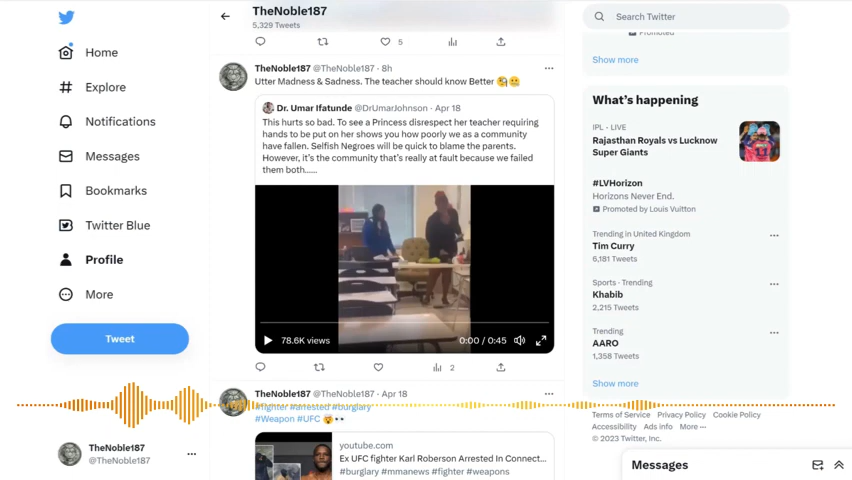 TheNoble187
5,329 Tweets
5
Home
Explore
Notifications
Messages
Bookmarks
Twitter Blue
Profile
More
Tweet
TheNoble187
@TheNoble187
TheNoble187 @TheNoble187 · 8h
Utter Madness & Sadness. The teacher should know Better
Dr. Umar Ifatunde @DrUmarJohnson · Apr 18
This hurts so bad. To see a Princess disrespect her teacher requiring
hands to be put on her shows you how poorly we as a community
have fallen. Selfish Negroes will be quick to blame the parents.
However, it's the community that's really at fault because we failed
them both......
78.6K views
0:00 / 0:45
2
TheNoble187 @TheNoble187 · Apr 18
#fighter #arrested #burglary
#Weapon #UFC
youtube.com
Ex UFC fighter Karl Roberson Arrested In Connect...
#burglary #mmanews #fighter #weapons
Search Twitter
Promoted
Show more
What's happening
IPL · LIVE
Rajasthan Royals vs Lucknow
Super Giants
#LVHorizon
Horizons Never End.
Promoted by Louis Vuitton
Trending in United Kingdom
Tim Curry
6,181 Tweets
Sports · Trending
Khabib
2,215 Tweets
Trending
AARO
1,358 Tweets
Show more
Terms of Service Privacy Policy Cookie Policy
Accessibility Ads info More ···
© 2023 Twitter, Inc.
Messages